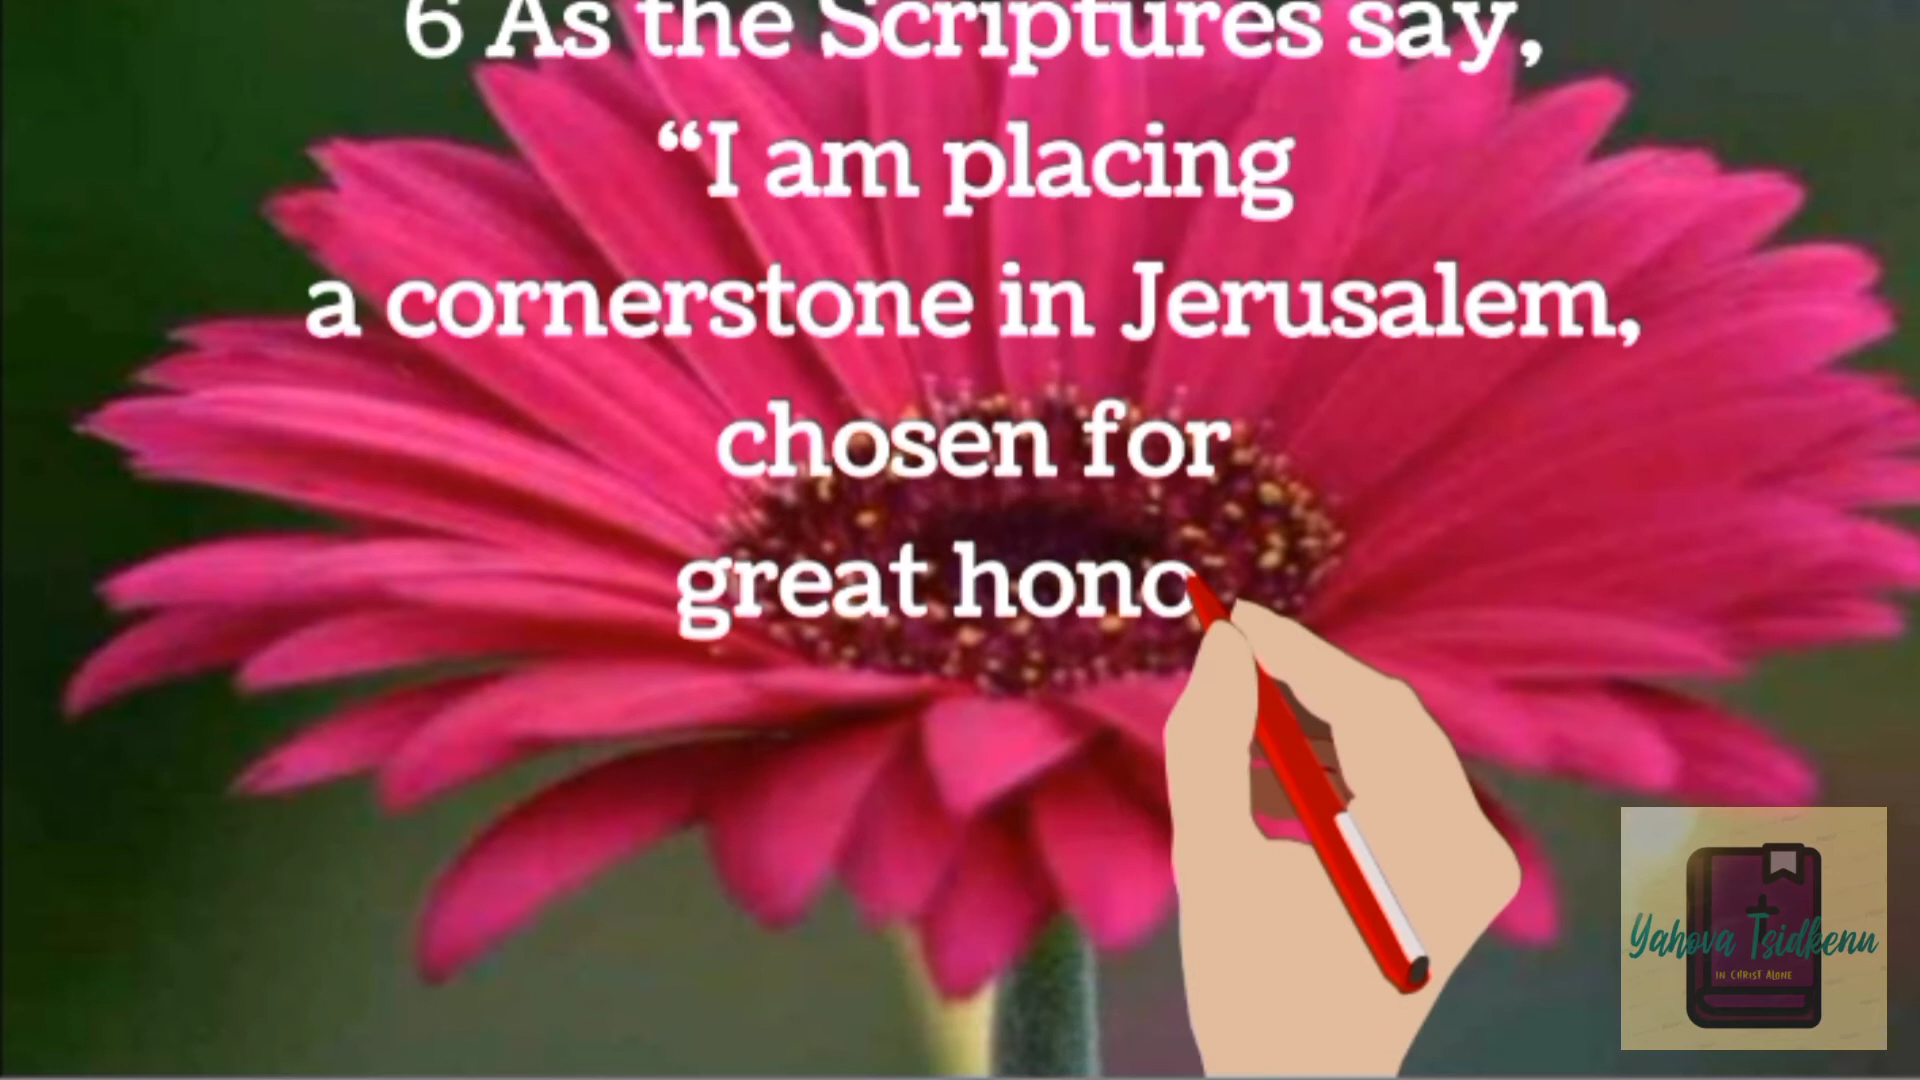 6 As the Scriptures say,
“I am placing
a cornerstone in Jerusalem,
chosen for
great hono
Yahova Tsidkenu
IN CHRIST ALONE